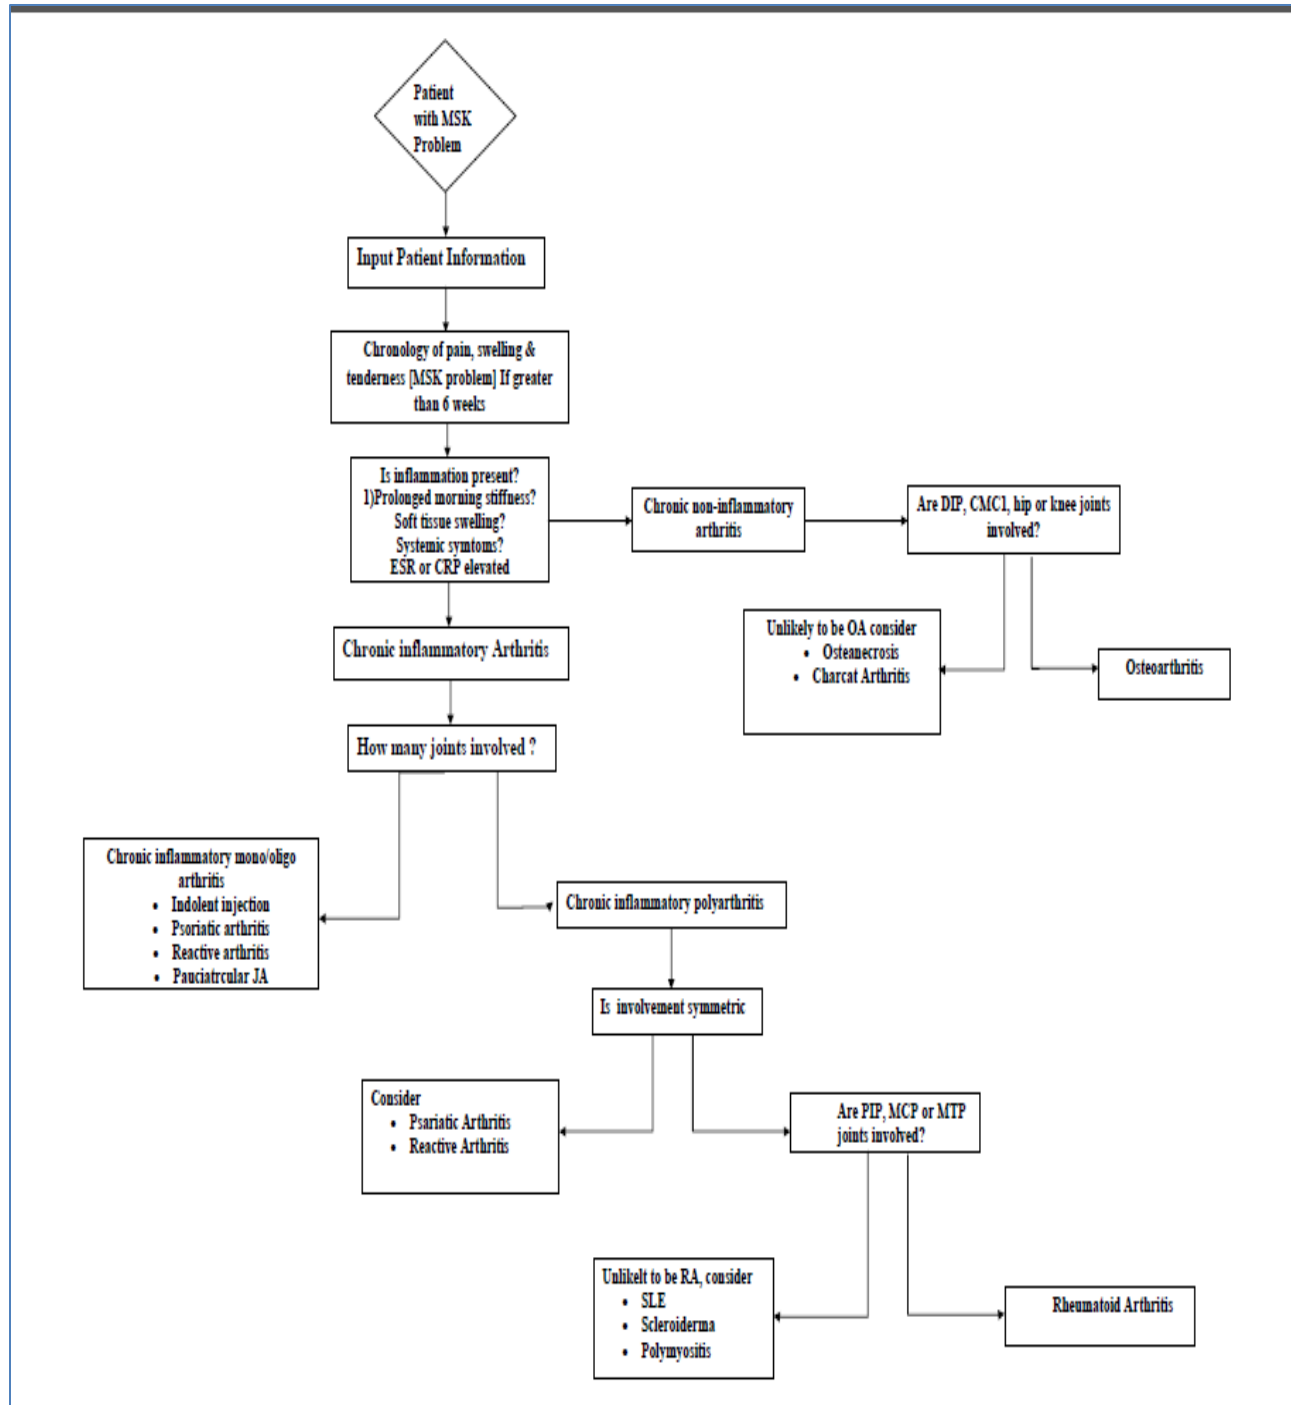 Patient
with MSK
Problem
Input Patient Information
Chronology of pain, swelling &
tenderness [MSK problem] If greater
than 6 weeks
Is inflammation present?
1)Prolonged morning stiffness?
Soft tissue swelling?
Systemic symtoms?
ESR or CRP elevated
Chronic non-inflammatory
arthritis
Are DIP, CMC1, hip or knee joints
involved?
Unlikely to be OA consider
• Osteanecrosis
• Charcat Arthritis
Osteoarthritis
Chronic inflammatory Arthritis
How many joints involved ?
Chronic inflammatory mono/oligo
arthritis
• Indolent injection
• Psoriatic arthritis
• Reactive arthritis
• Pauciatrcular JA
Chronic inflammatory polyarthritis
Is involvement symmetric
Consider
• Psariatic Arthritis
• Reactive Arthritis
Are PIP, MCP or MTP
joints involved?
Unlikelt to be RA, consider
• SLE
• Scleroiderma
• Polymyositis
Rheumatoid Arthritis